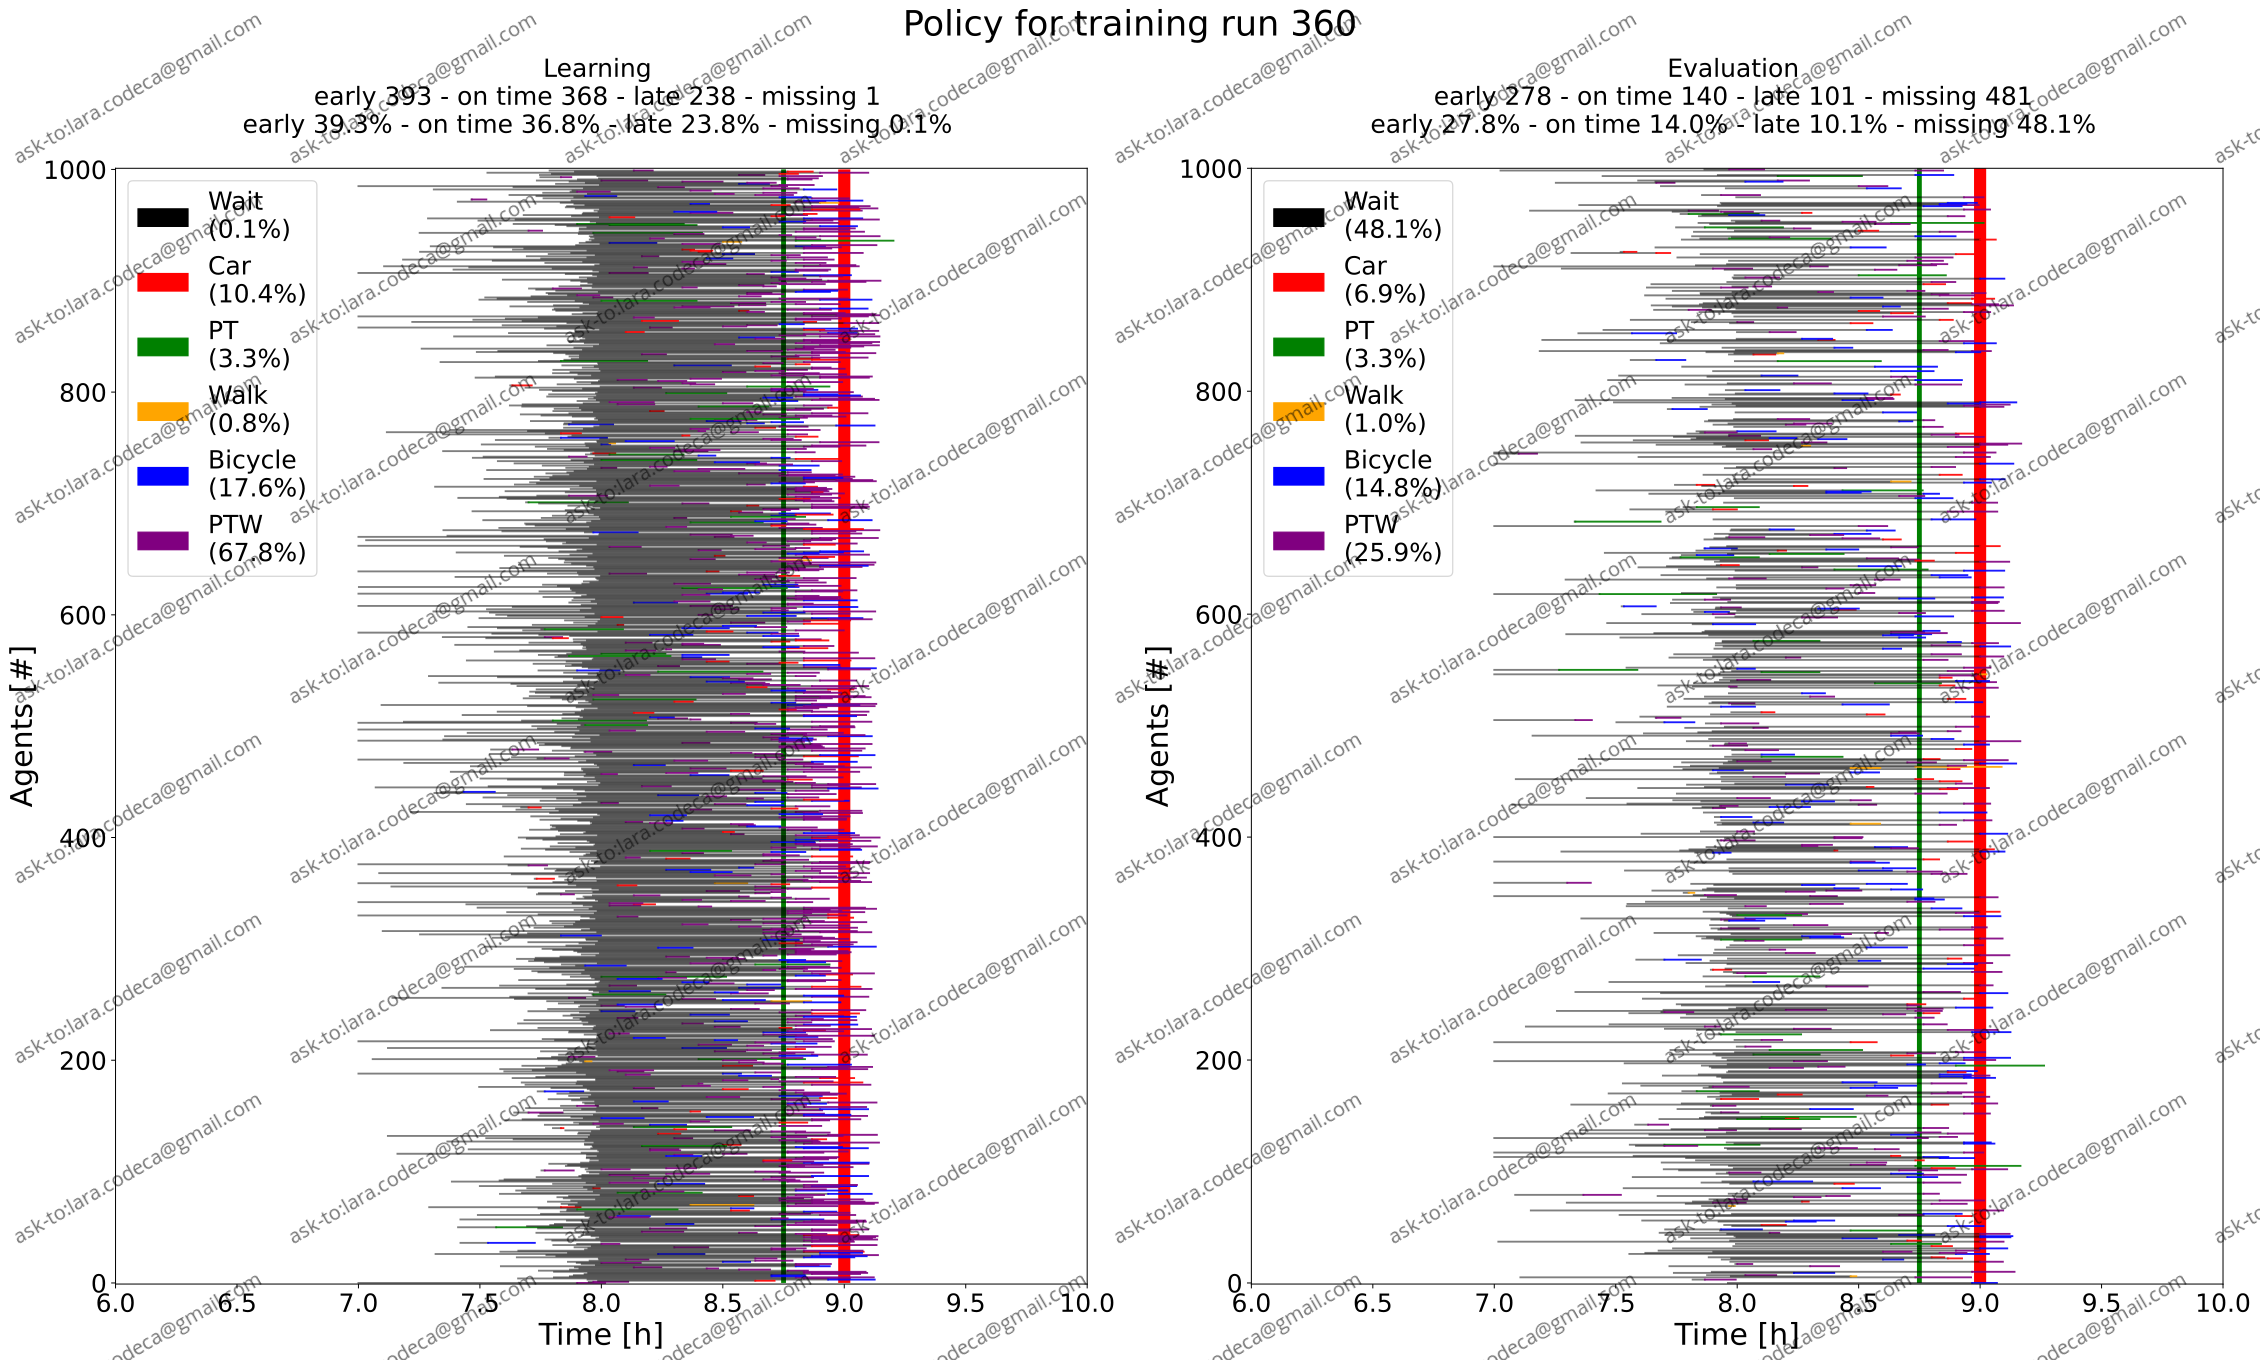 Policy for training run 360
Learning
early 393 - on time 368 - late 238 - missing 1
early 39.3% - on time 36.8% - late 23.8% - missing 0.1%
Evaluation
early 278 - on time 140 - late 101 - missing 481
early 27.8% - on time 14.0% - late 10.1% - missing 48.1%
Agents [#]
1000
800
600
400
200
0
Wait
(0.1%)
Car
(10.4%)
PT
(3.3%)
Walk
(0.8%)
Bicycle
(17.6%)
PTW
(67.8%)
6.0 6.5 7.0 7.5 8.0 8.5 9.0 9.5 10.0
Time [h]
Agents [#]
1000
800
600
400
200
0
Wait
(48.1%)
Car
(6.9%)
PT
(3.3%)
Walk
(1.0%)
Bicycle
(14.8%)
PTW
(25.9%)
6.0 6.5 7.0 7.5 8.0 8.5 9.0 9.5 10.0
Time [h]
ask-to:lara.codeca@gmail.com